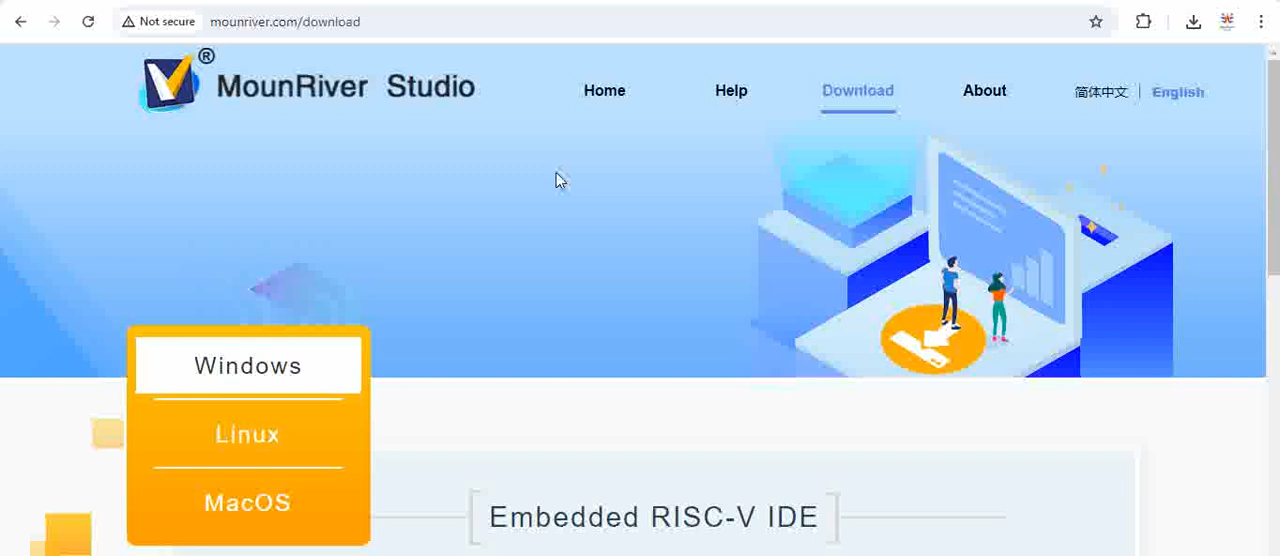 Not secure mounriver.com/download
MounRiver Studio ®
Home Help Download About 简体中文 | English
Windows
Linux
MacOS
Embedded RISC-V IDE